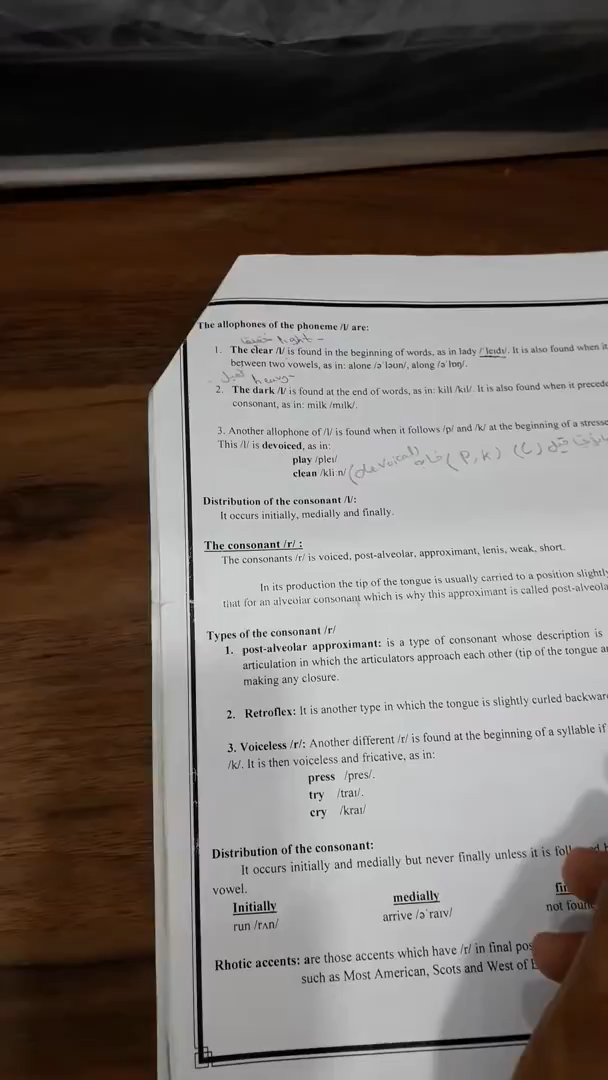 The allophones of the phoneme /l/ are:
خفيف light -
1. The clear /l/ is found in the beginning of words, as in lady /ˈleɪdɪ/. It is also found when it
between two vowels, as in: alone /əˈləʊn/, along /əˈlɒŋ/.
- ثقيل heavy -
2. The dark /l/ is found at the end of words, as in: kill /kɪl/. It is also found when it precede
consonant, as in: milk /mɪlk/.
3. Another allophone of /l/ is found when it follows /p/ and /k/ at the beginning of a stresse
This /l/ is devoiced, as in:
play /pleɪ/
clean /kliːn/ (devoical) (P, K) (L)
Distribution of the consonant /l/:
It occurs initially, medially and finally.
The consonant /r/ :
The consonants /r/ is voiced, post-alveolar, approximant, lenis, weak, short.
In its production the tip of the tongue is usually carried to a position slightly
that for an alveolar consonant which is why this approximant is called post-alveola
Types of the consonant /r/
1. post-alveolar approximant: is a type of consonant whose description is
articulation in which the articulators approach each other (tip of the tongue
making any closure.
2. Retroflex: It is another type in which the tongue is slightly curled backwar
3. Voiceless /r/: Another different /r/ is found at the beginning of a syllable if
/k/. It is then voiceless and fricative, as in:
press /pres/.
try /traɪ/.
cry /kraɪ/
Distribution of the consonant:
It occurs initially and medially but never finally unless it is
vowel.
Initially medially
run /rʌn/ arrive /əˈraɪv/ not
Rhotic accents: are those accents which have /r/ in final
such as Most American, Scots and West of